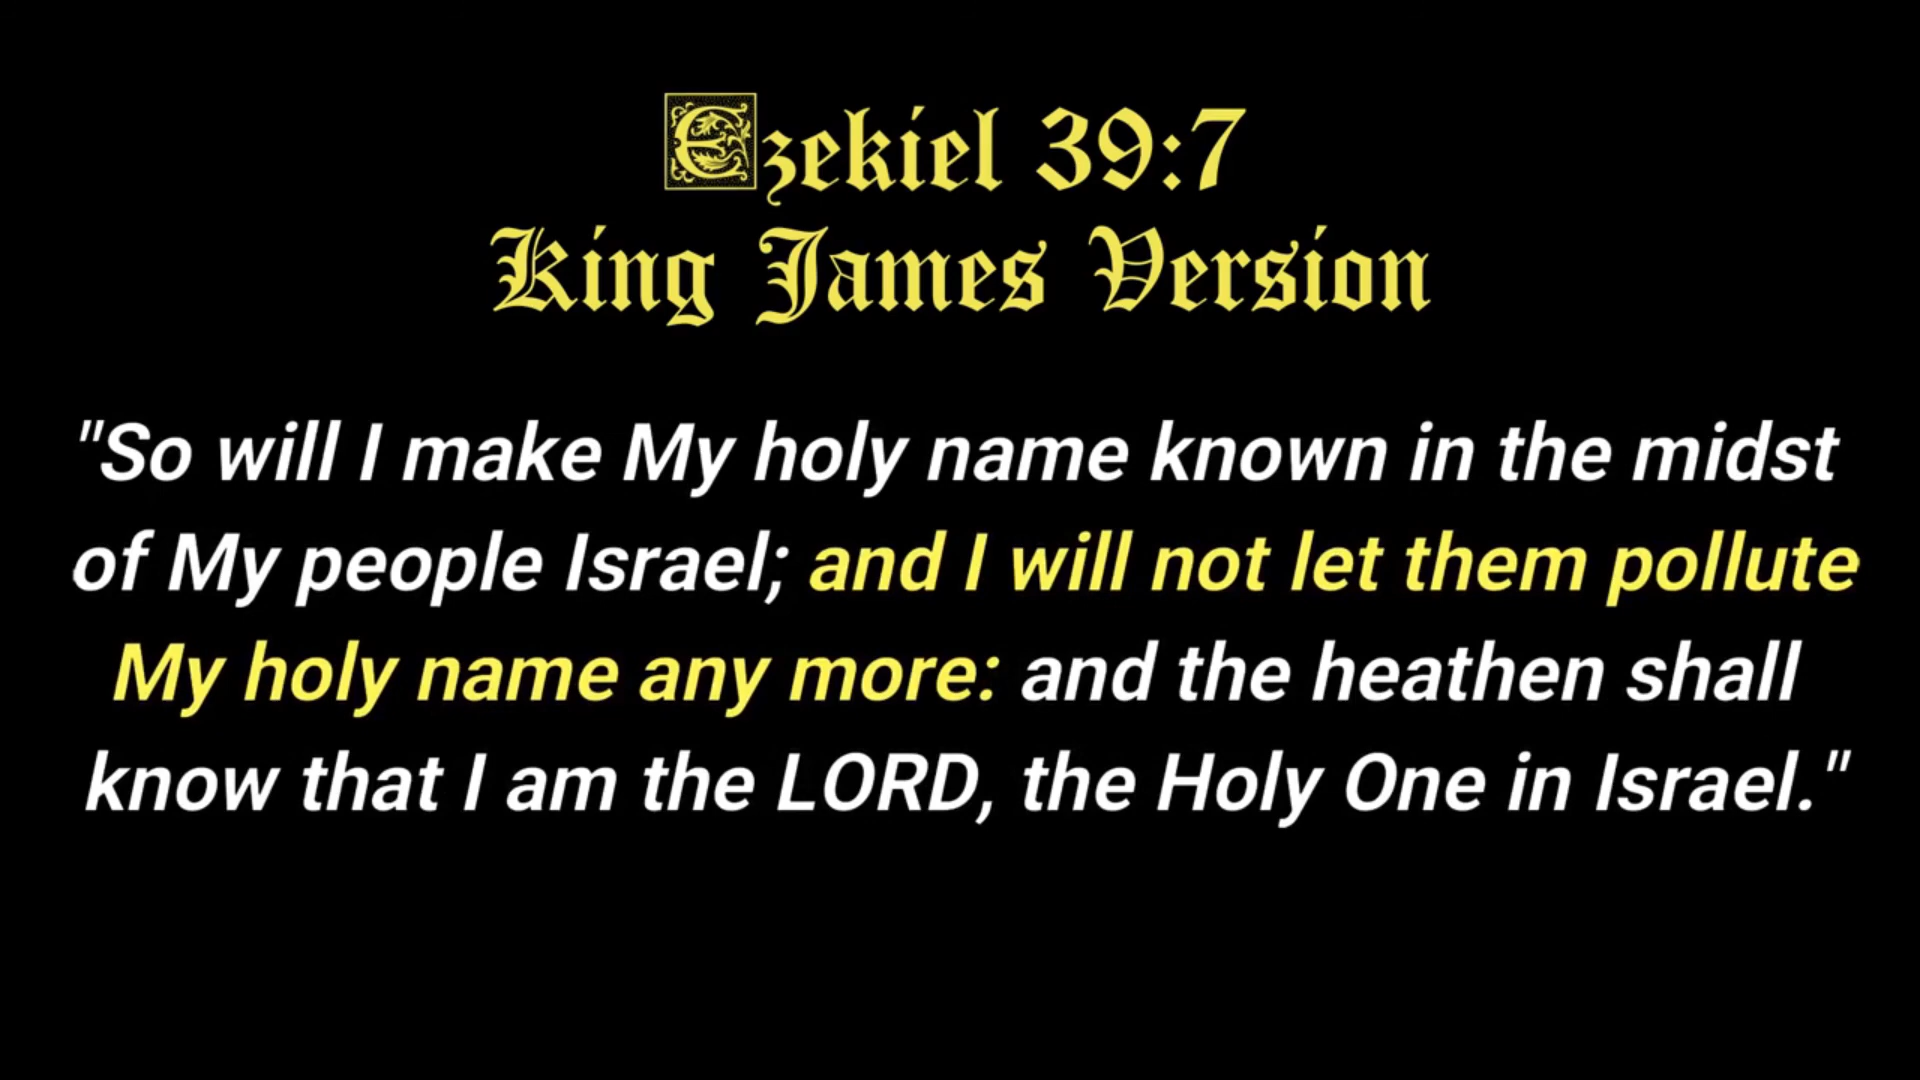 Ezekiel 39:7
King James Version
"So will I make My holy name known in the midst
of My people Israel; and I will not let them pollute
My holy name any more: and the heathen shall
know that I am the LORD, the Holy One in Israel."